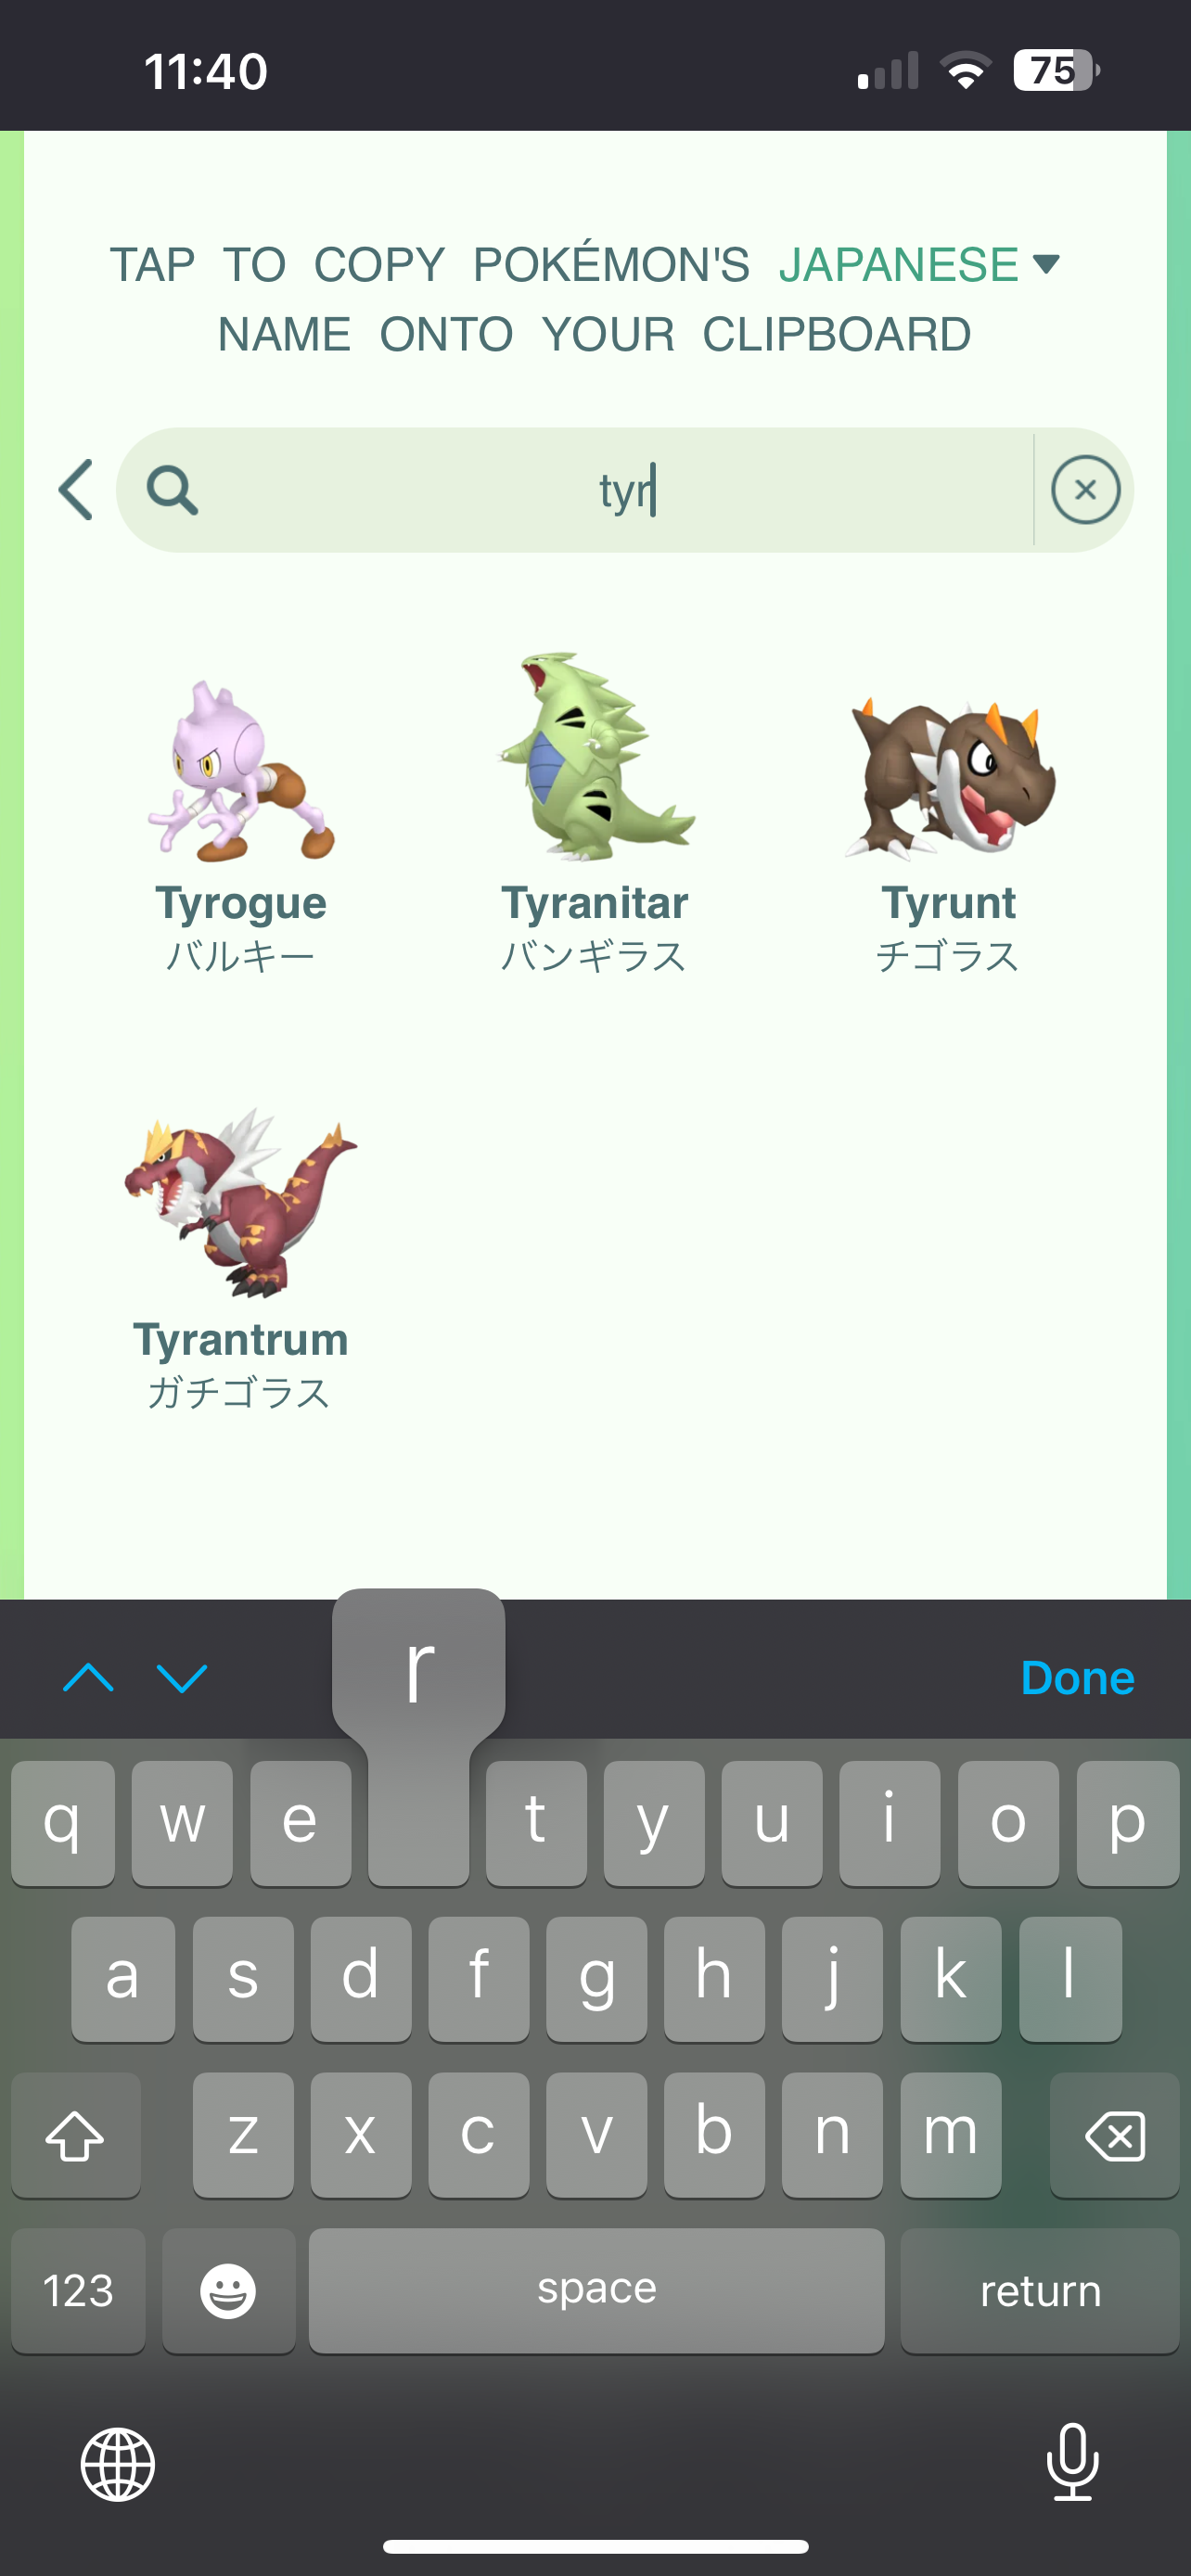 11:40
75
TAP TO COPY POKÉMON'S JAPANESE
NAME ONTO YOUR CLIPBOARD
tyr
Tyrogue
バルキー
Tyranitar
バンギラス
Tyrunt
チゴラス
Tyrantrum
ガチゴラス
r
Done
q w e t y u i o p
a s d f g h j k l
z x c v b n m
123 space return